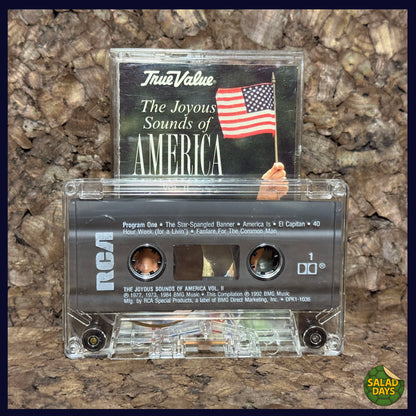 True Value
The Joyous
Sounds of
AMERICA
RCA
Program One • The Star-Spangled Banner • America Is • El Capitan • 40
Hour Week (for a Livin') • Fanfare For The Common Man
1
THE JOYOUS SOUNDS OF AMERICA VOL. II
℗ 1972, 1973, 1984 BMG Music • This Compilation ℗ 1992 BMG Music
Mfg. by RCA Special Products, a label of BMG Direct Marketing, Inc. • DPK1-1036
SALAD
DAYS